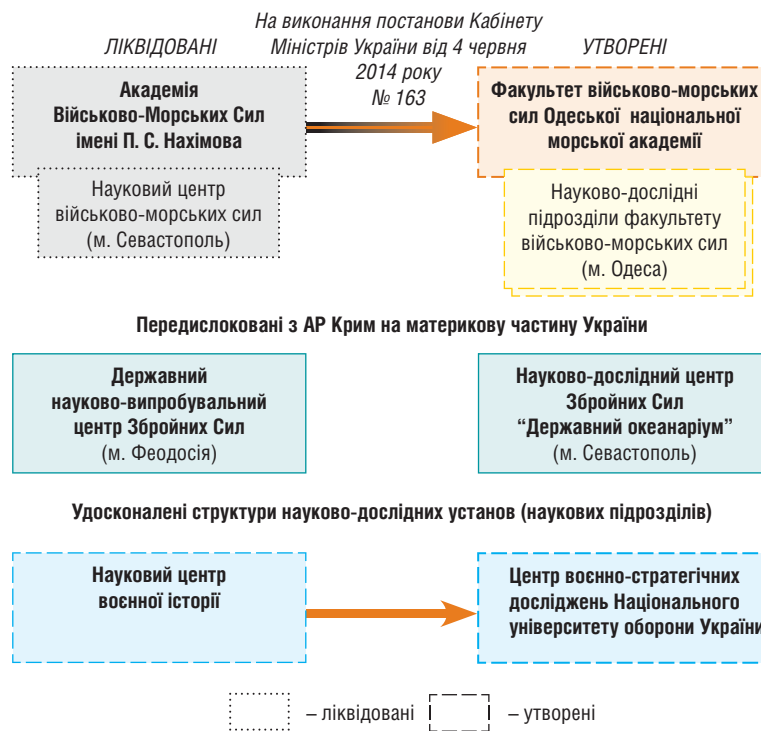 ЛІКВІДОВАНІ
На виконання постанови Кабінету
Міністрів України від 4 червня
2014 року
№ 163
УТВОРЕНІ
Академія
Військово-Морських Сил
імені П. С. Нахімова
Науковий центр
військово-морських сил
(м. Севастополь)
Факультет військово-морських
сил Одеської національної
морської академії
Науково-дослідні
підрозділи факультету
військово-морських сил
(м. Одеса)
Передислоковані з АР Крим на материкову частину України
Державний
науково-випробувальний
центр Збройних Сил
(м. Феодосія)
Науково-дослідний центр
Збройних Сил
“Державний океанаріум”
(м. Севастополь)
Удосконалені структури науково-дослідних установ (наукових підрозділів)
Науковий центр
воєнної історії
Центр воєнно-стратегічних
досліджень Національного
університету оборони України
– ліквідовані
– утворені